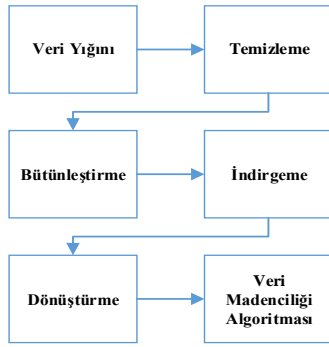 Veri Yığını
Temizleme
Bütünleştirme
İndirgeme
Dönüştürme
Veri
Madenciliği
Algoritması